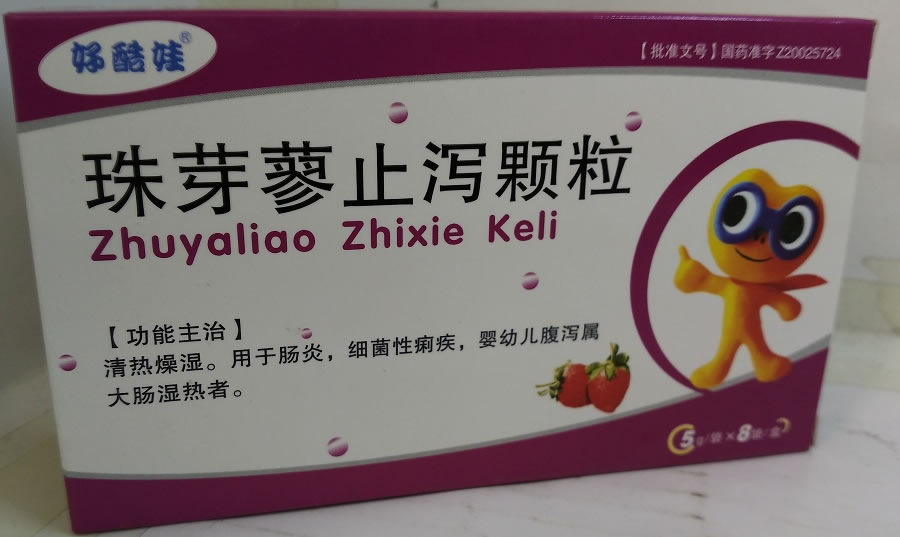 好酷娃®
【批准文号】国药准字Z20025724
珠芽蓼止泻颗粒
Zhuyaliao Zhixie Keli
【功能主治】
清热燥湿。用于肠炎，细菌性痢疾，婴幼儿腹泻属
大肠湿热者。
5g/袋×8袋/盒